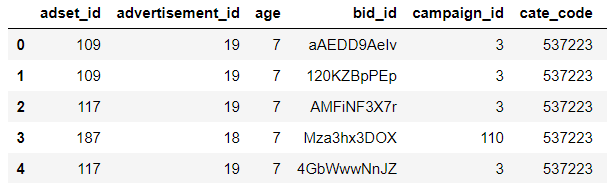 adset_id advertisement_id age bid_id campaign_id cate_code
0 109 19 7 aAEDD9Aelv 3 537223
1 109 19 7 120KZBpPEp 3 537223
2 117 19 7 AMFiNF3X7r 3 537223
3 187 18 7 Mza3hx3DOX 110 537223
4 117 19 7 4GbWwwNnJZ 3 537223